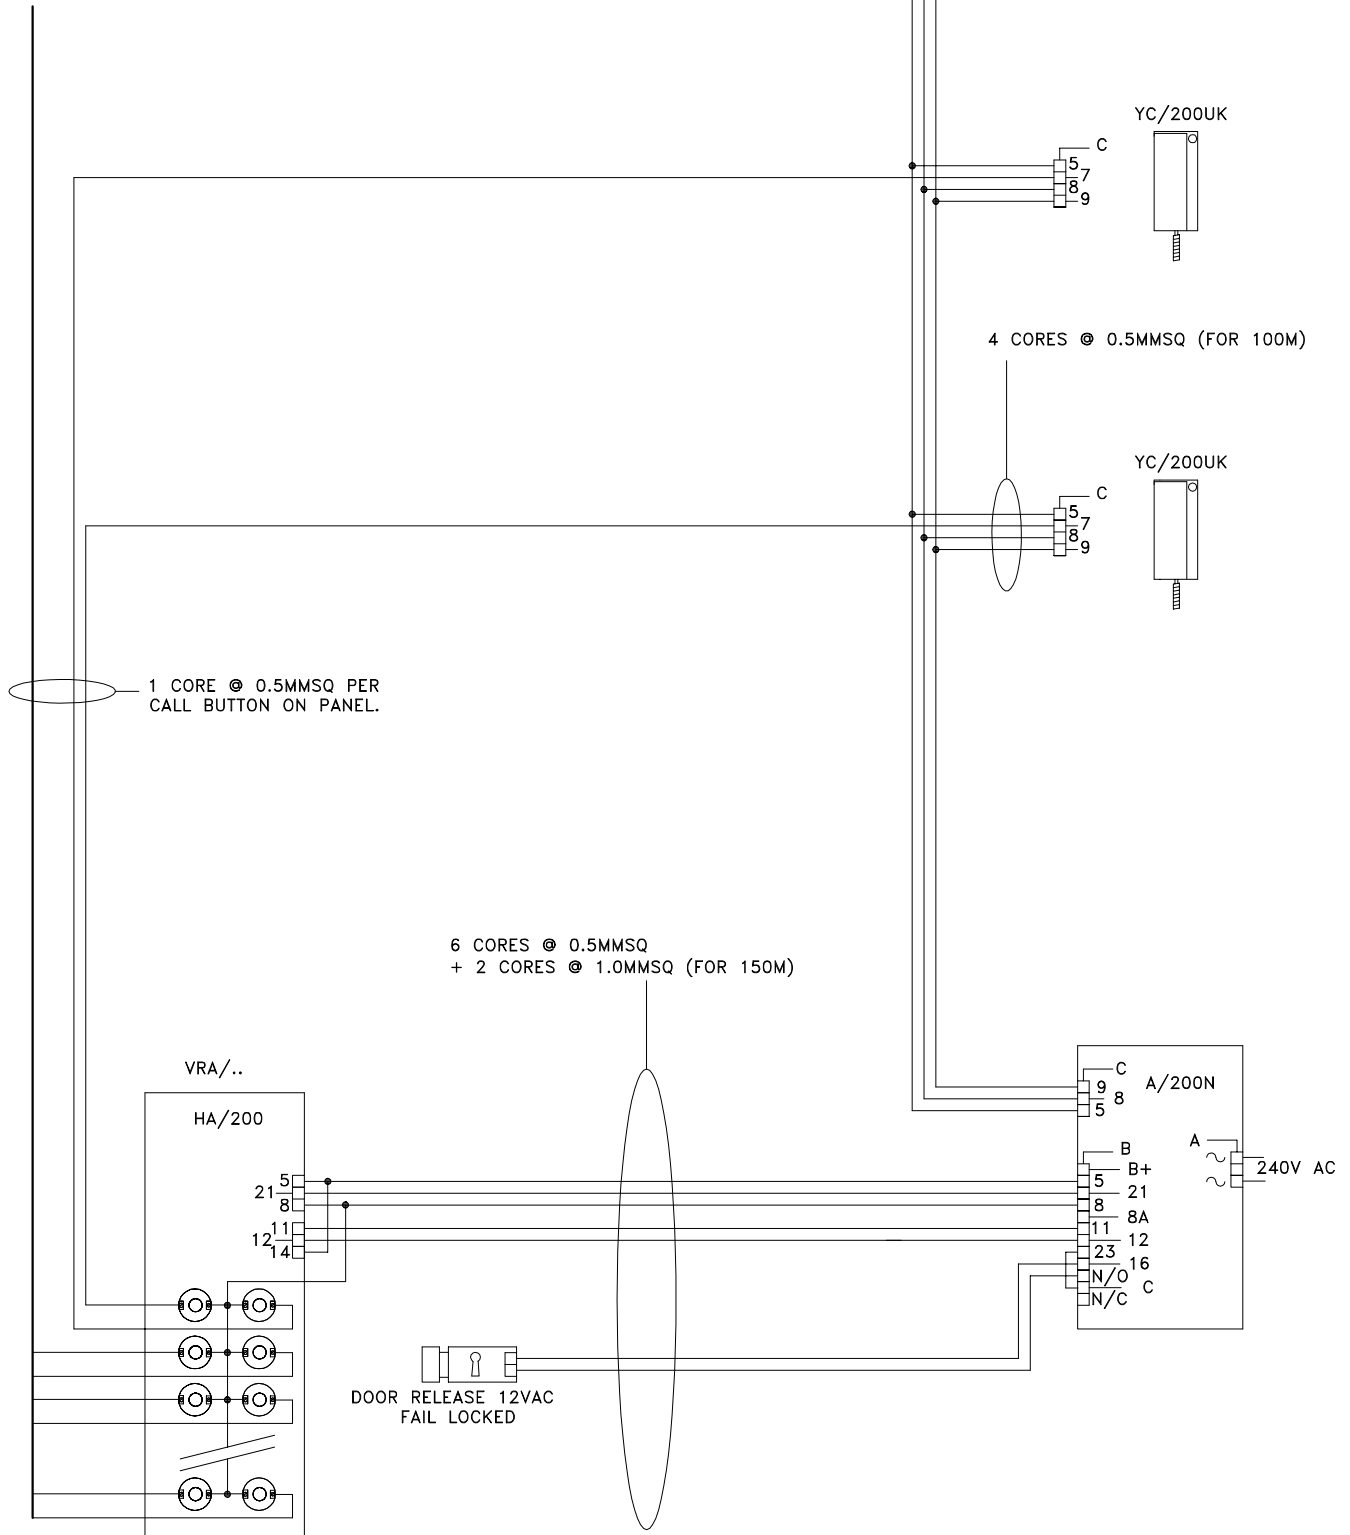 YC/200UK
C
5
7
8
9
4 CORES @ 0.5MMSQ (FOR 100M)
YC/200UK
C
5
7
8
9
1 CORE @ 0.5MMSQ PER
CALL BUTTON ON PANEL.
6 CORES @ 0.5MMSQ
+ 2 CORES @ 1.0MMSQ (FOR 150M)
VRA/..
HA/200
5
21
8
11
12
14
C
9
8
5
A/200N
A
240V AC
B
B+
5
21
8
8A
11
12
23
16
N/O
C
N/C
DOOR RELEASE 12VAC
FAIL LOCKED